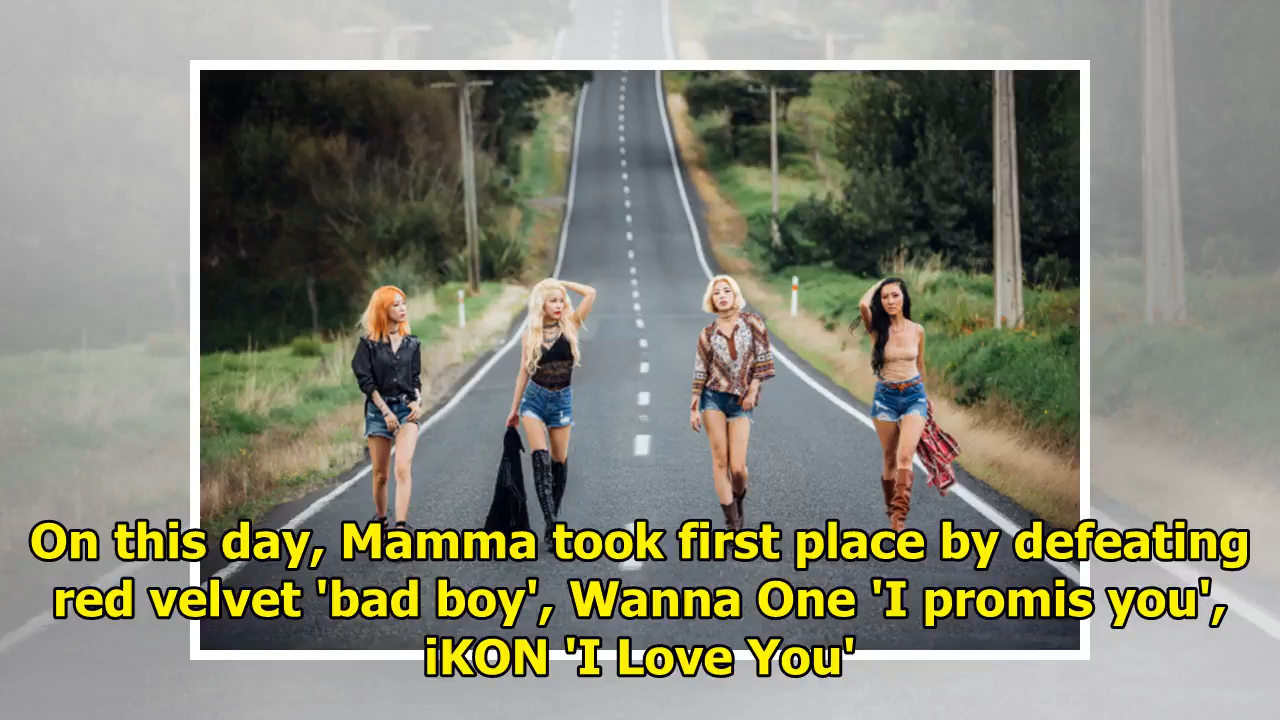 On this day, Mamma took first place by defeating
red velvet 'bad boy', Wanna One 'I promis you',
iKON 'I Love You'